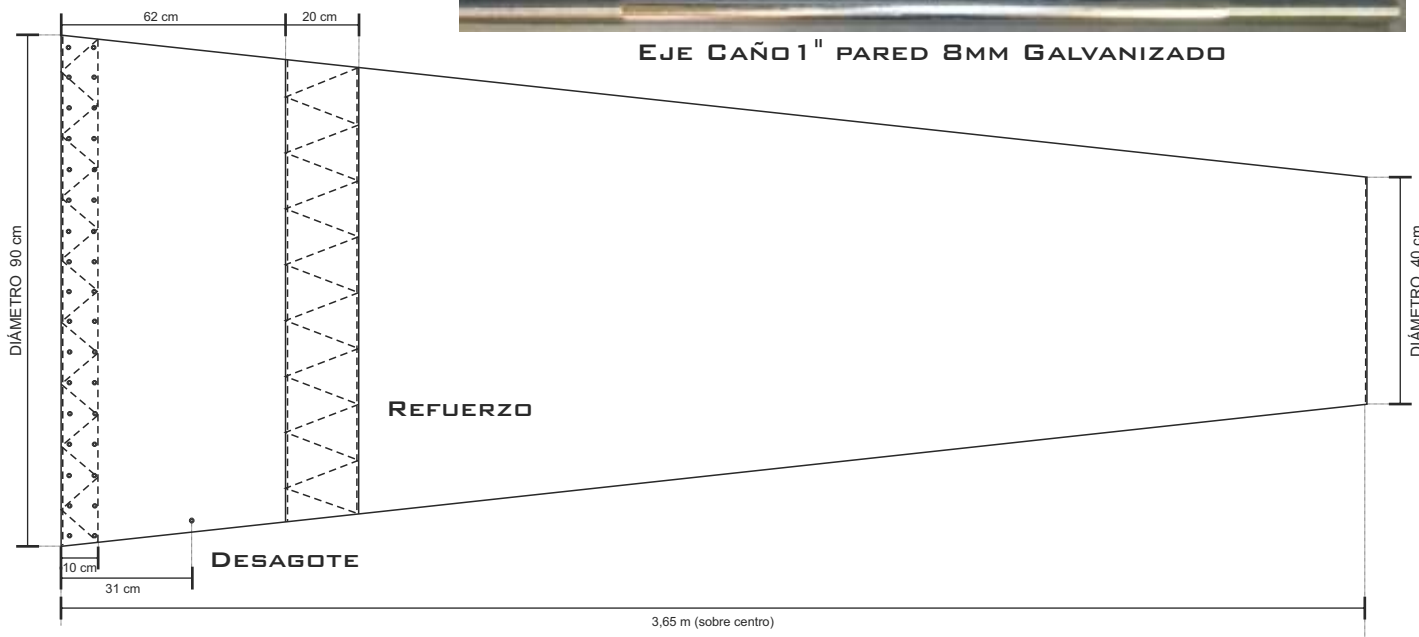 62 cm
20 cm
EJE CAÑO 1" PARED 8MM GALVANIZADO
DIÁMETRO 90 cm
DIÁMETRO 40 cm
REFUERZO
DESAGOTE
10 cm
31 cm
3,65 m (sobre centro)